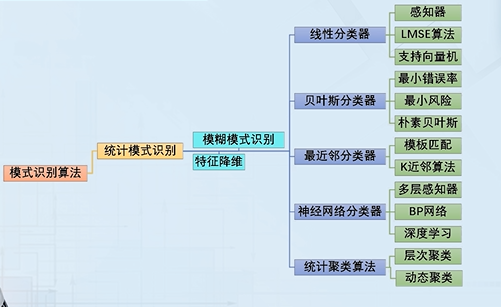 模式识别算法
统计模式识别
模糊模式识别
特征降维
线性分类器
感知器
LMSE算法
支持向量机
贝叶斯分类器
最小错误率
最小风险
朴素贝叶斯
最近邻分类器
模板匹配
K近邻算法
神经网络分类器
多层感知器
BP网络
深度学习
统计聚类算法
层次聚类
动态聚类